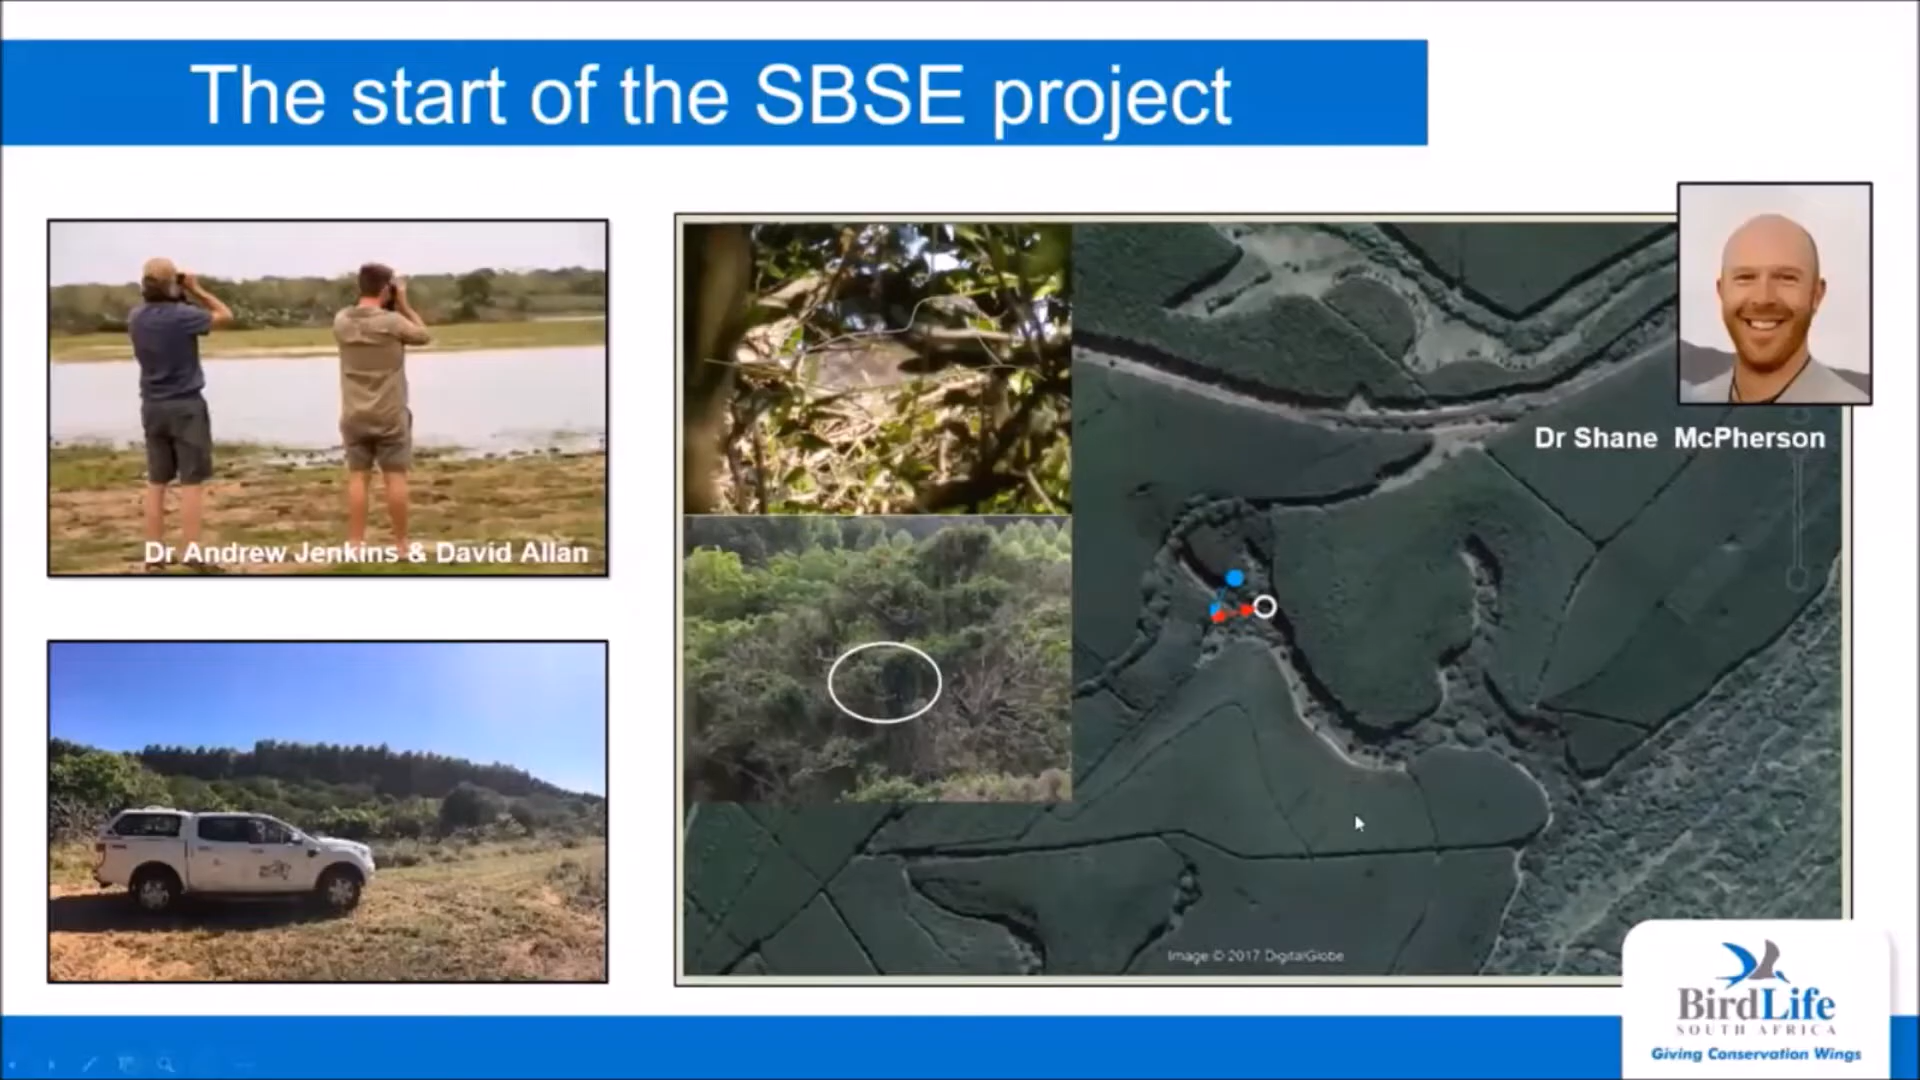 The start of the SBSE project
Dr Andrew Jenkins & David Allan
Dr Shane McPherson
Image © 2017 DigitalGlobe
BirdLife
SOUTH AFRICA
Giving Conservation Wings